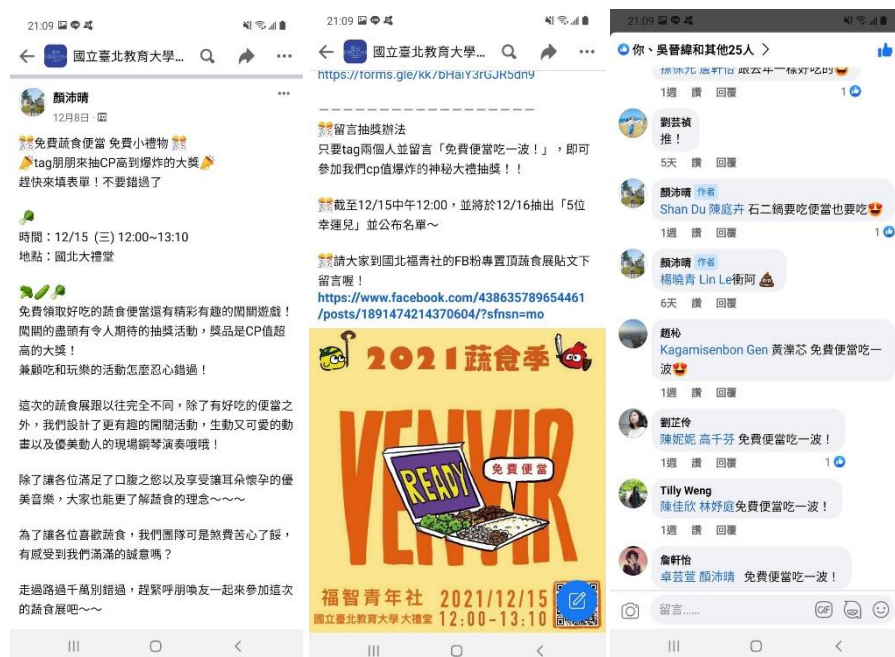 21:09
國立臺北教育大學...
顏沛晴
12月8日
免費蔬食便當 免費小禮物
tag朋朋來抽CP高到爆炸的大獎
趕快來填表單！不要錯過了
時間：12/15 (三) 12:00~13:10
地點：國北大禮堂
免費領取好吃的蔬食便當還有精彩有趣的闖關遊戲！
闖關的盡頭有令人期待的抽獎活動，獎品是CP值超
高的大獎！
兼顧吃和玩樂的活動怎麼忍心錯過！
這次的蔬食展跟以往完全不同，除了有好吃的便當之
外，我們設計了更有趣的闖關活動，生動又可愛的動
畫以及優美動人的現場鋼琴演奏哦哦！
除了讓各位滿足了口腹之慾以及享受讓耳朵懷孕的優
美音樂，大家也能更了解蔬食的理念～～～
為了讓各位喜歡蔬食，我們團隊可是煞費苦心了餒，
有感受到我們滿滿的誠意嗎？
走過路過千萬別錯過，趕緊呼朋喚友一起來參加這次
的蔬食展吧～～
21:09
國立臺北教育大學...
https://forms.gle/kk7bHaiY3rGJR5dn9
留言抽獎辦法
只要tag兩個人並留言「免費便當吃一波！」，即可
參加我們cp值爆炸的神秘大禮抽獎！！
截至12/15中午12:00，並將於12/16抽出「5位
幸運兒」並公布名單～
請大家到國北福青社的FB粉專置頂蔬食展貼文下
留言喔！
https://www.facebook.com/438635789654461
/posts/1891474214370604/?sfnsn=mo
2021蔬食季
VENVIR
READY
免費便當
福智青年社 2021/12/15
國立臺北教育大學 大禮堂 12:00-13:10
21:09
你、吳晉緯和其他25人
孫保元 詹軒怡 跟去年一樣好吃的
1週 讚 回覆 1
劉芸禎
推！
5天 讚 回覆
顏沛晴 作者
Shan Du 陳庭卉 石二鍋要吃便當也要吃
1週 讚 回覆 1
顏沛晴 作者
楊曉青 Lin Le衝阿
6天 讚 回覆
趙杺
Kagamisenbon Gen 黃濼芯 免費便當吃一
波
1週 讚 回覆
劉芷伶
陳妮妮 高千芬 免費便當吃一波！
1週 讚 回覆 1
Tilly Weng
陳佳欣 林妤庭免費便當吃一波！
1週 讚 回覆
詹軒怡
卓芸萱 顏沛晴 免費便當吃一波！
留言......
GIF